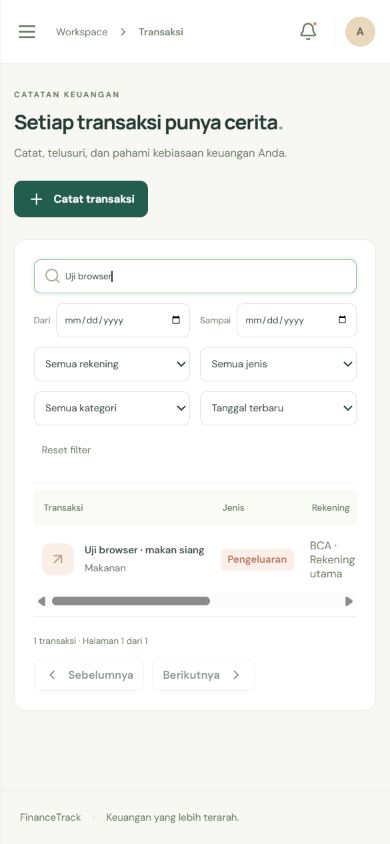 Workspace > Transaksi
A
CATATAN KEUANGAN
Setiap transaksi punya cerita.
Catat, telusuri, dan pahami kebiasaan keuangan Anda.
+ Catat transaksi
Uji browser
Dari mm/dd/yyyy Sampai mm/dd/yyyy
Semua rekening Semua jenis
Semua kategori Tanggal terbaru
Reset filter
Transaksi Jenis Rekening
Uji browser · makan siang
Makanan
Pengeluaran
BCA ·
Rekening
utama
1 transaksi · Halaman 1 dari 1
Sebelumnya Berikutnya
FinanceTrack · Keuangan yang lebih terarah.